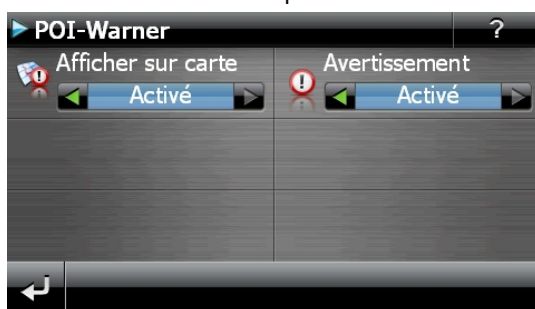 POI-Warner ?
Afficher sur carte
Activé
Avertissement
Activé